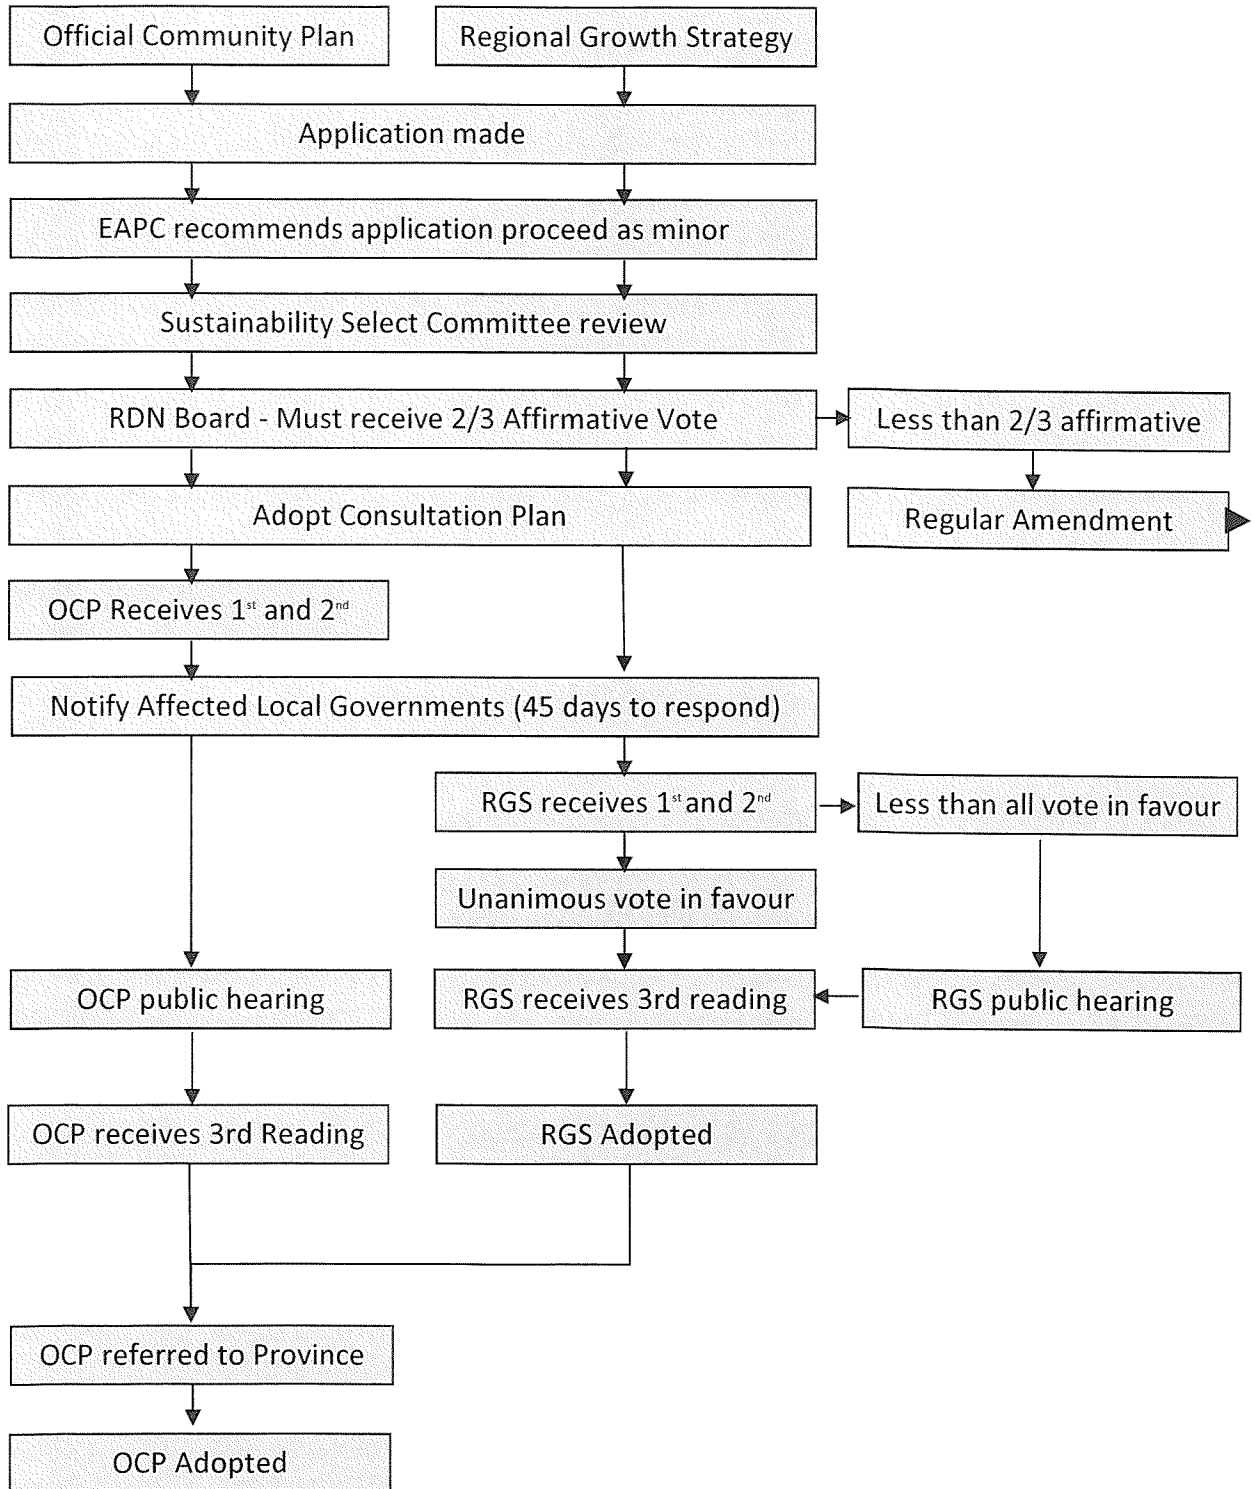 Official Community Plan
Regional Growth Strategy
Application made
EAPC recommends application proceed as minor
Sustainability Select Committee review
RDN Board - Must receive 2/3 Affirmative Vote
Less than 2/3 affirmative
Adopt Consultation Plan
Regular Amendment
OCP Receives 1st and 2nd
Notify Affected Local Governments (45 days to respond)
RGS receives 1st and 2nd
Less than all vote in favour
Unanimous vote in favour
OCP public hearing
RGS receives 3rd reading
RGS public hearing
OCP receives 3rd Reading
RGS Adopted
OCP referred to Province
OCP Adopted